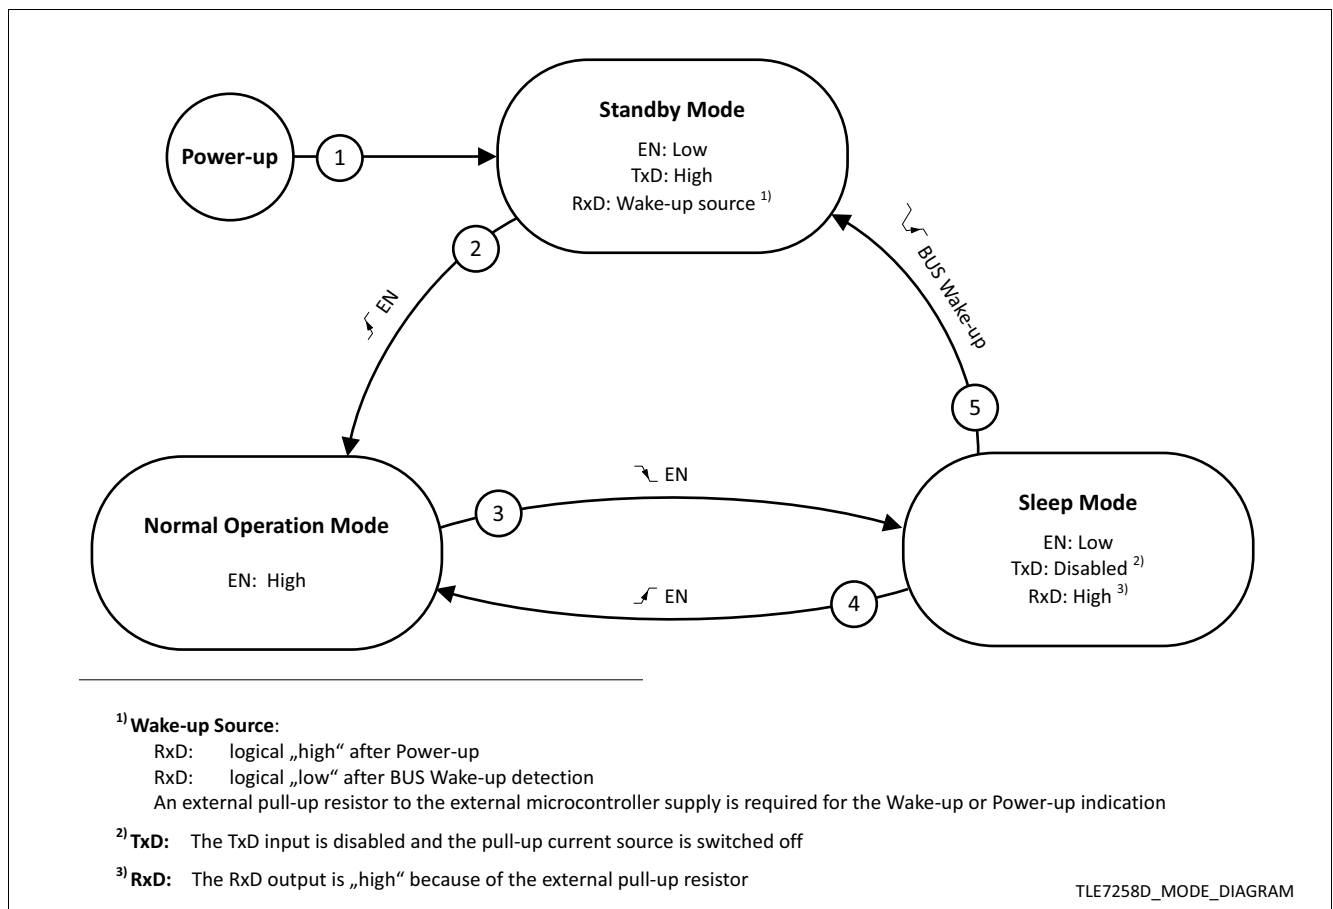 Standby Mode
EN: Low
TxD: High
RxD: Wake-up source 1)
Power-up
1
2
EN
BUS Wake-up
5
EN
3
Normal Operation Mode
EN: High
Sleep Mode
EN: Low
TxD: Disabled 2)
RxD: High 3)
EN
4
1) Wake-up Source:
RxD: logical „high“ after Power-up
RxD: logical „low“ after BUS Wake-up detection
An external pull-up resistor to the external microcontroller supply is required for the Wake-up or Power-up indication
2) TxD: The TxD input is disabled and the pull-up current source is switched off
3) RxD: The RxD output is „high“ because of the external pull-up resistor
TLE7258D_MODE_DIAGRAM